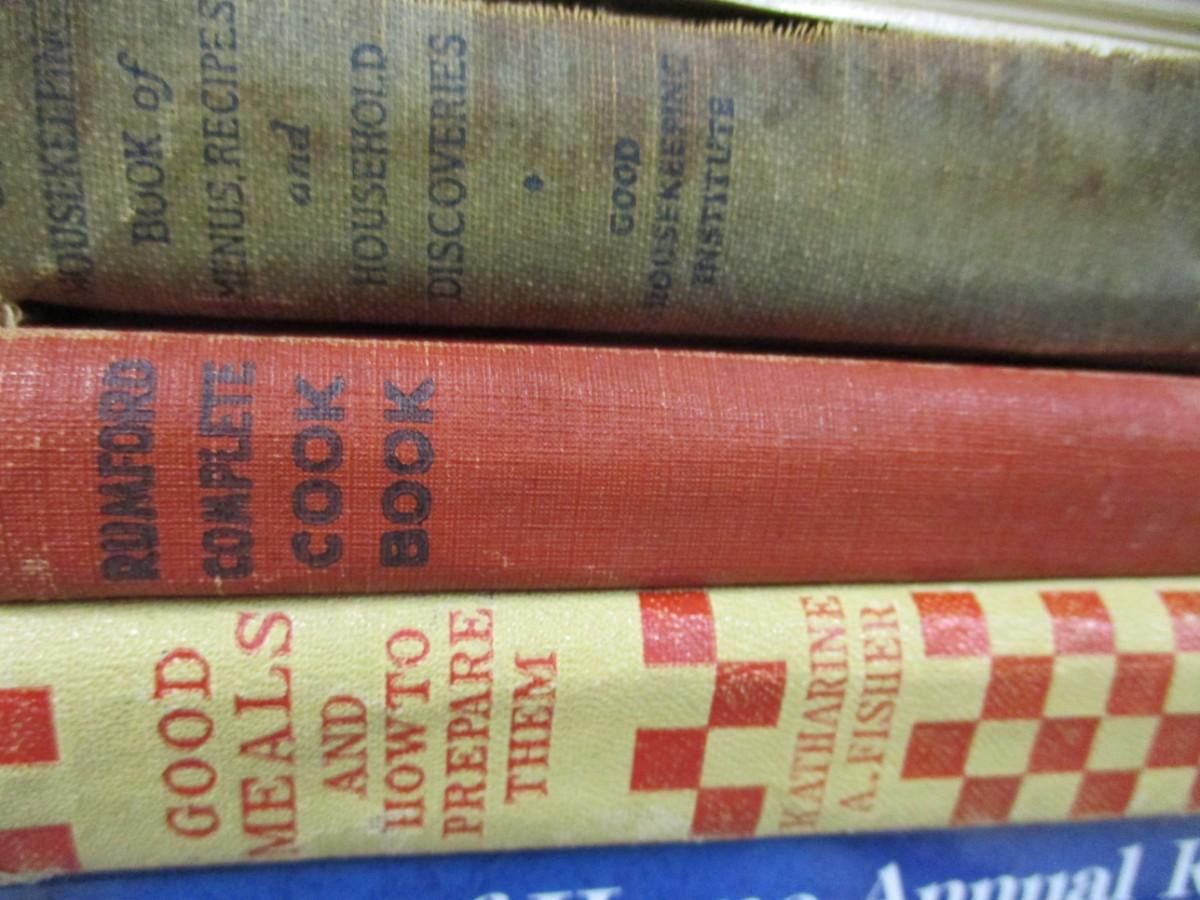 HOUSEKEEPING
BOOK of
MENUS, RECIPES
and
HOUSEHOLD
DISCOVERIES
GOOD
HOUSEKEEPING
INSTITUTE
RUMFORD
COMPLETE
COOK
BOOK
GOOD
MEALS
AND
HOW TO
PREPARE
THEM
KATHARINE
A. FISHER
Annual